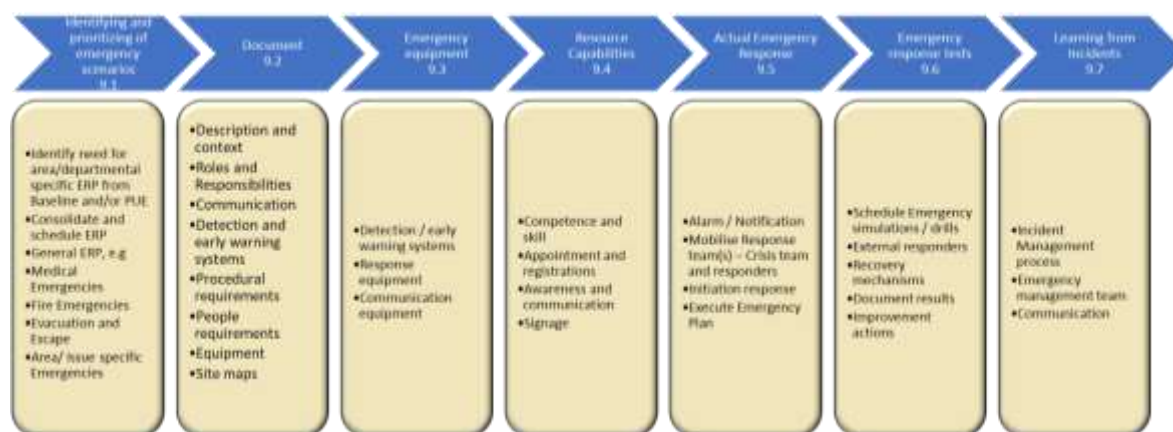 Identifying and
prioritizing of
emergency
scenarios
9.1
Document
9.2
Emergency
equipment
9.3
Resource
Capabilities
9.4
Actual Emergency
Response
9.5
Emergency
response tests
9.6
Learning from
Incidents
9.7
•Identify need for
area/departmental
specific ERP from
Baseline and/or PUE
•Consolidate and
schedule ERP
•General ERP, e.g
•Medical
Emergencies
•Fire Emergencies
•Evacuation and
Escape
•Area/ issue specific
Emergencies
•Description and
context
•Roles and
Responsibilities
•Communication
•Detection and
early warning
systems
•Procedural
requirements
•People
requirements
•Equipment
•Site maps
•Detection / early
warning systems
•Response
equipment
•Communication
equipment
•Competence and
skill
•Appointment and
registrations
•Awareness and
communication
•Signage
•Alarm / Notification
•Mobilise Response
team(s) – Crisis team
and responders
•Initiation response
•Execute Emergency
Plan
•Schedule Emergency
simulations / drills
•External responders
•Recovery
mechanisms
•Document results
•Improvement
actions
•Incident
Management
process
•Emergency
management team
•Communication